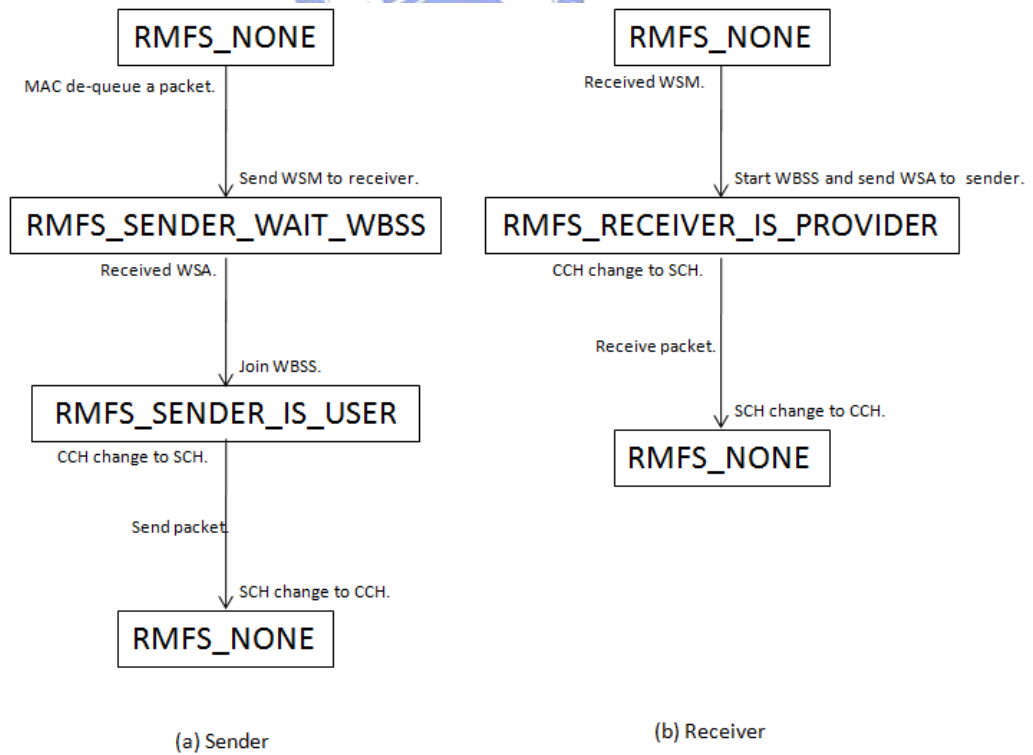 RMFS_NONE
MAC de-queue a packet.
Send WSM to receiver.
RMFS_SENDER_WAIT_WBSS
Received WSA.
Join WBSS.
RMFS_SENDER_IS_USER
CCH change to SCH.
Send packet.
SCH change to CCH.
RMFS_NONE
(a) Sender
RMFS_NONE
Received WSM.
Start WBSS and send WSA to sender.
RMFS_RECEIVER_IS_PROVIDER
CCH change to SCH.
Receive packet.
SCH change to CCH.
RMFS_NONE
(b) Receiver